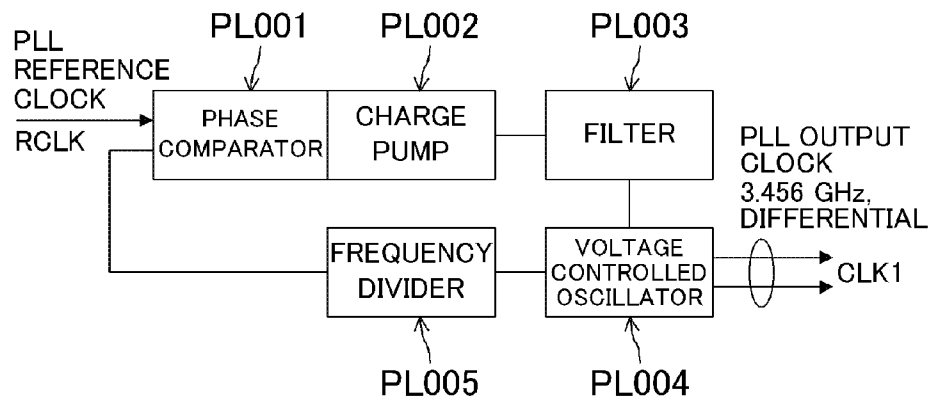 PL001
PL002
PL003
PLL
REFERENCE
CLOCK
RCLK
PHASE
COMPARATOR
CHARGE
PUMP
FILTER
PLL OUTPUT
CLOCK
3.456 GHz,
DIFFERENTIAL
CLK1
FREQUENCY
DIVIDER
VOLTAGE
CONTROLLED
OSCILLATOR
PL005
PL004